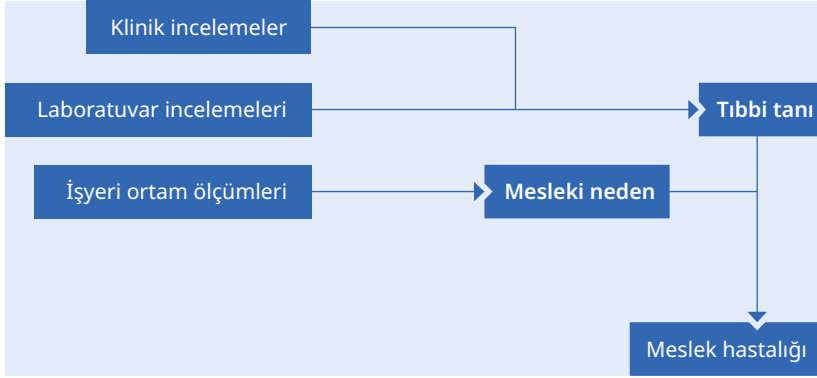 Klinik incelemeler
Laboratuvar incelemeleri
Tıbbi tanı
İşyeri ortam ölçümleri
Mesleki neden
Meslek hastalığı